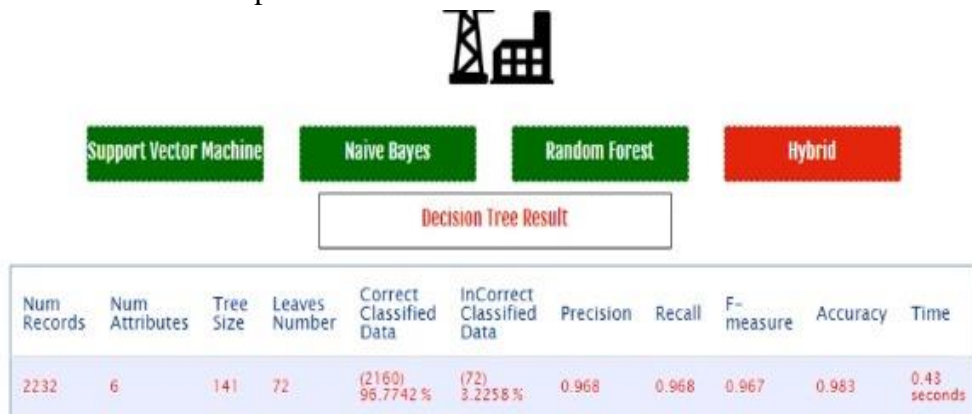 Support Vector Machine
Naive Bayes
Random Forest
Hybrid
Decision Tree Result
Num Records
Num Attributes
Tree Size
Leaves Number
Correct Classified Data
InCorrect Classified Data
Precision
Recall
F-measure
Accuracy
Time
2232
6
141
72
(2160) 96.7742 %
(72) 3.2258 %
0.968
0.968
0.967
0.983
0.43 seconds